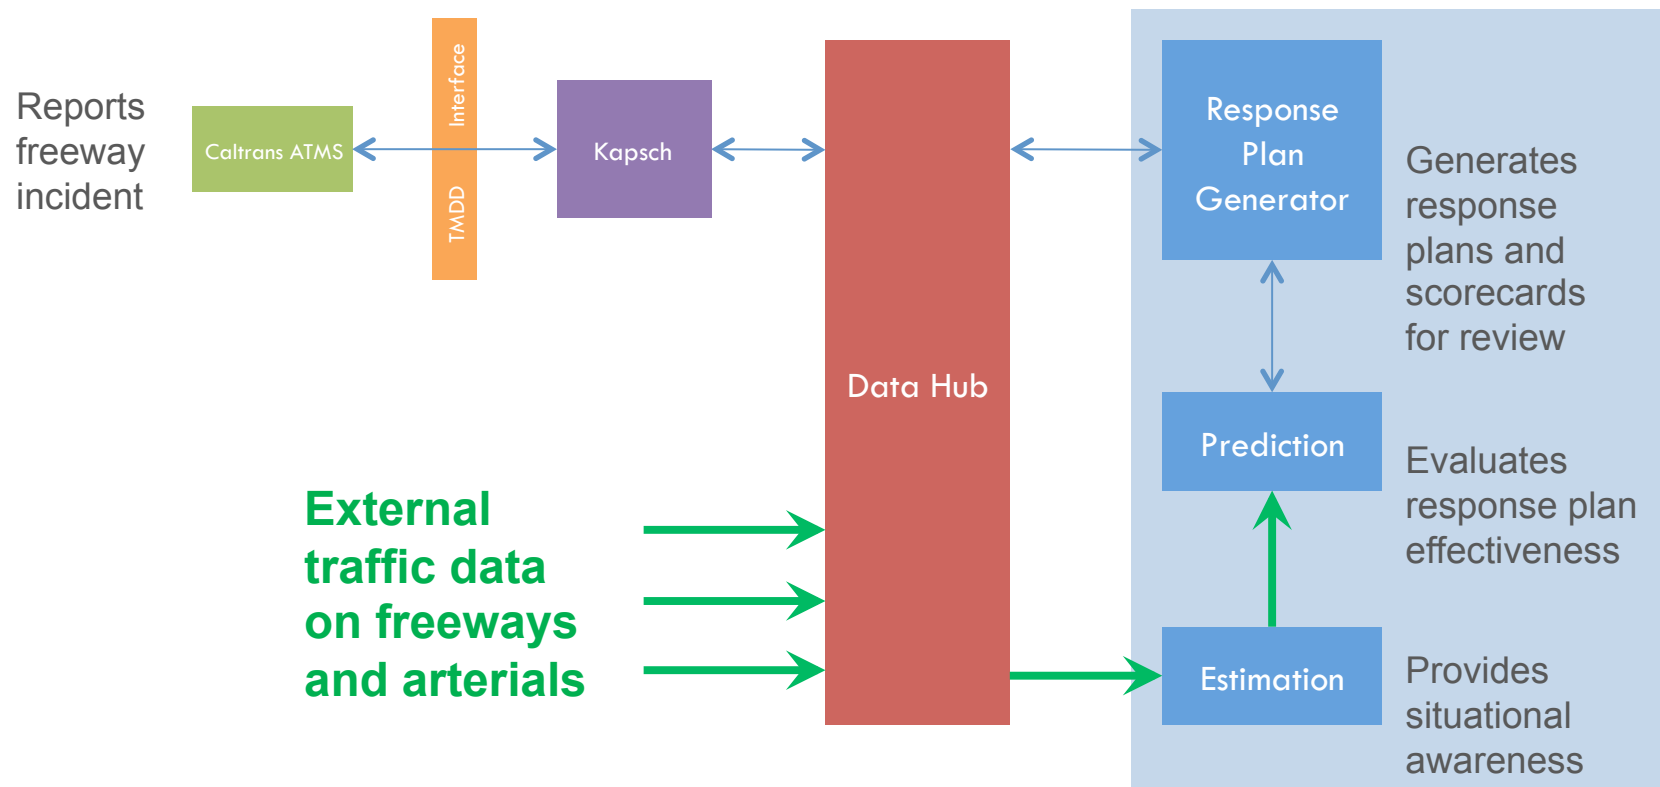 Reports
freeway
incident
Caltrans ATMS
Interface
TMDD
Kapsch
Data Hub
External
traffic data
on freeways
and arterials
Response
Plan
Generator
Generates
response
plans and
scorecards
for review
Prediction
Evaluates
response plan
effectiveness
Estimation
Provides
situational
awareness